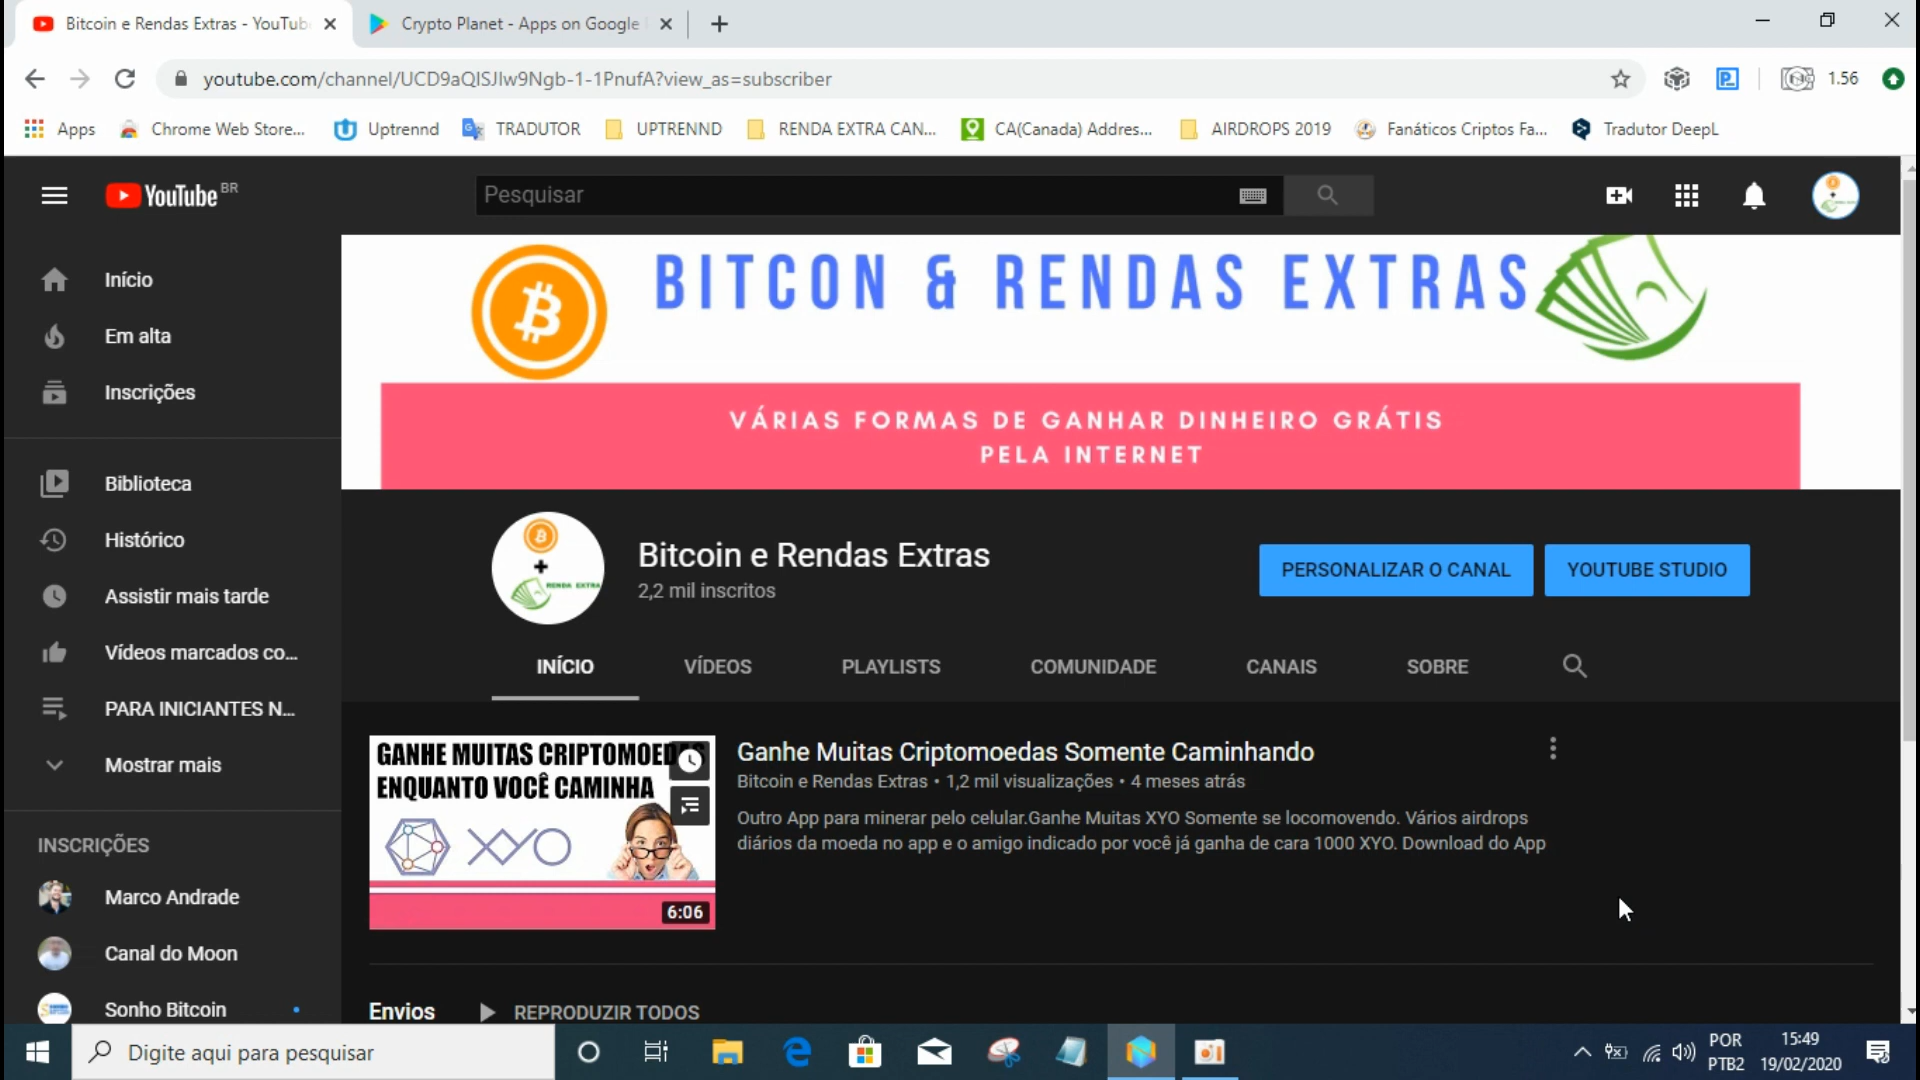 Bitcoin e Rendas Extras - YouTub
Crypto Planet - Apps on Google
youtube.com/channel/UCD9aQISJIw9Ngb-1-1PnufA?view_as=subscriber
1.56
Apps
Chrome Web Store...
Uptrennd
TRADUTOR
UPTRENND
RENDA EXTRA CAN...
CA(Canada) Addres...
AIRDROPS 2019
Fanáticos Criptos Fa...
Tradutor DeepL
YouTube BR
Pesquisar
Início
Em alta
Inscrições
Biblioteca
Histórico
Assistir mais tarde
Vídeos marcados co...
PARA INICIANTES N...
Mostrar mais
INSCRIÇÕES
Marco Andrade
Canal do Moon
Sonho Bitcoin
BITCON & RENDAS EXTRAS
VÁRIAS FORMAS DE GANHAR DINHEIRO GRÁTIS
PELA INTERNET
RENDA EXTRA
Bitcoin e Rendas Extras
2,2 mil inscritos
PERSONALIZAR O CANAL
YOUTUBE STUDIO
INÍCIO
VÍDEOS
PLAYLISTS
COMUNIDADE
CANAIS
SOBRE
GANHE MUITAS CRIPTOMOEDAS
ENQUANTO VOCÊ CAMINHA
XYO
6:06
Ganhe Muitas Criptomoedas Somente Caminhando
Bitcoin e Rendas Extras • 1,2 mil visualizações • 4 meses atrás
Outro App para minerar pelo celular.Ganhe Muitas XYO Somente se locomovendo. Vários airdrops
diários da moeda no app e o amigo indicado por você já ganha de cara 1000 XYO. Download do App
Envios
REPRODUZIR TODOS
Digite aqui para pesquisar
POR
PTB2
15:49
19/02/2020